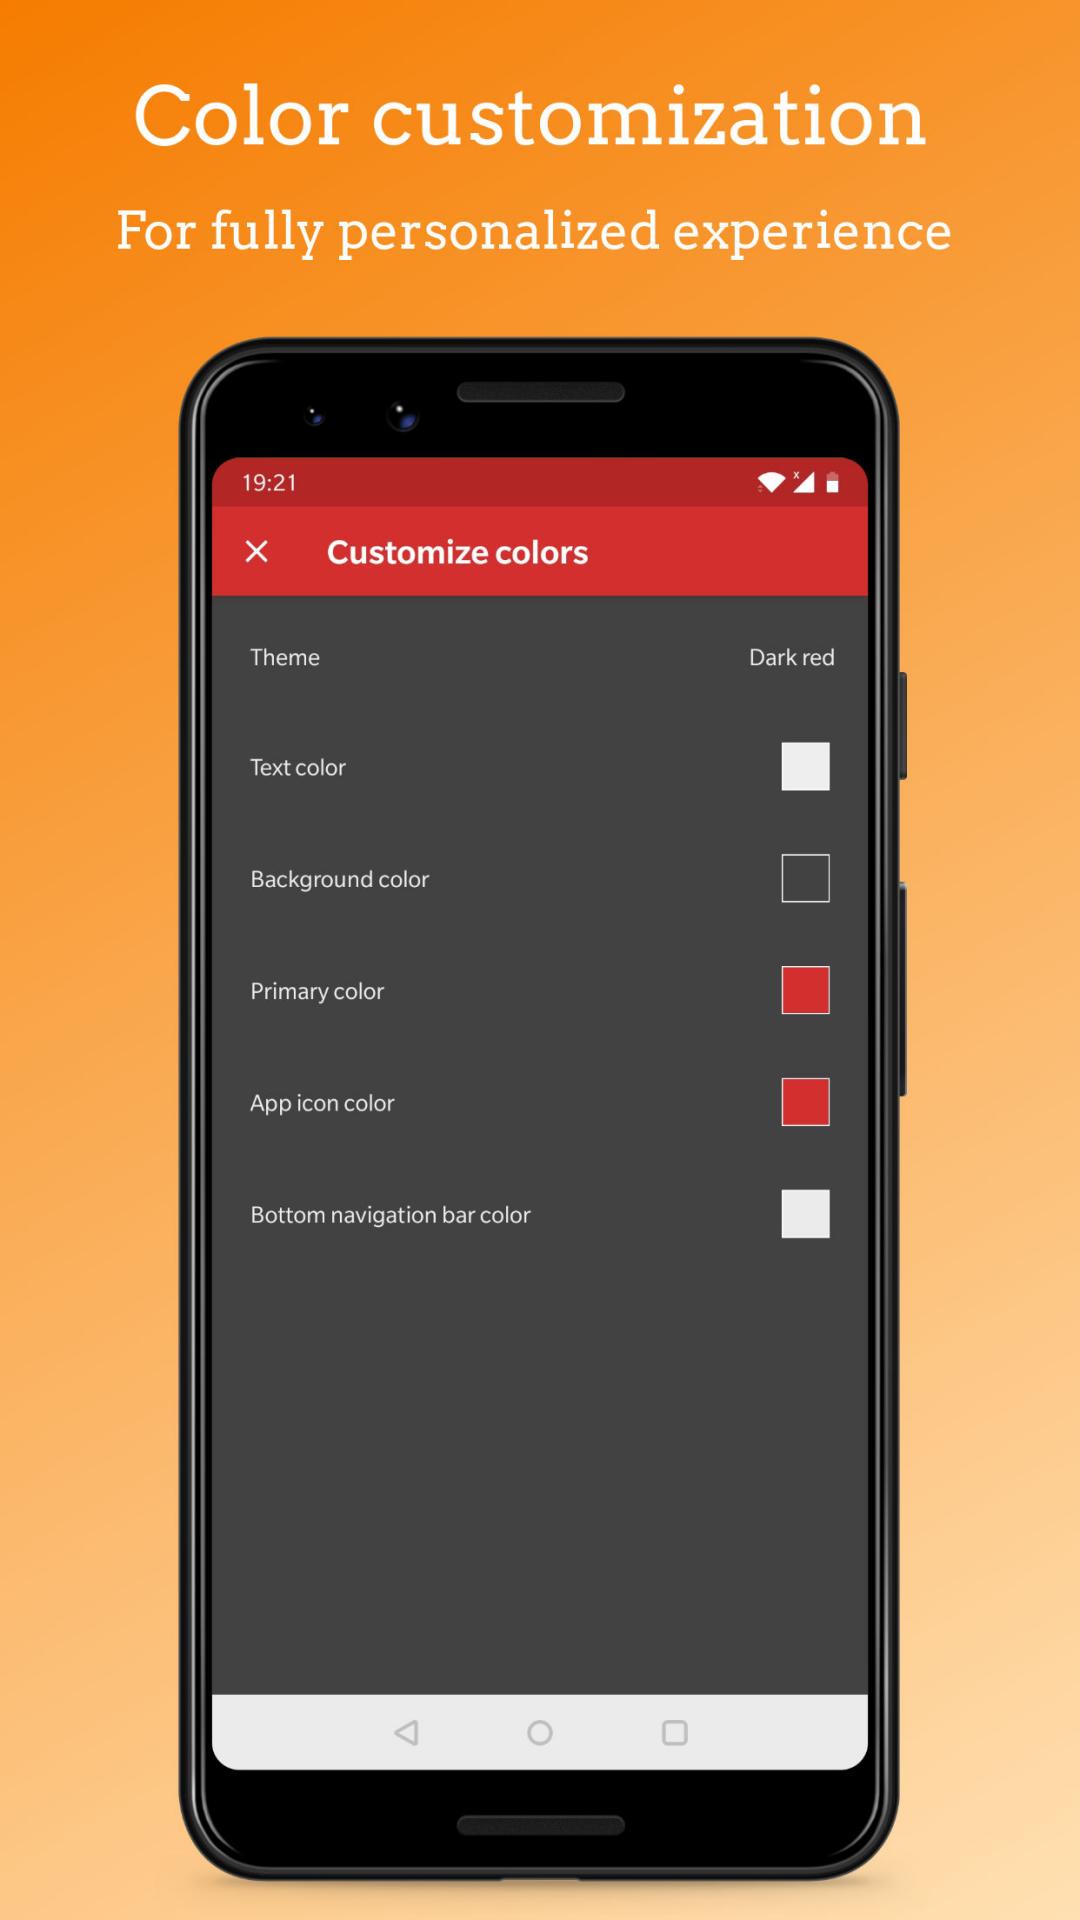 Color customization
For fully personalized experience
19:21
x
Customize colors
Theme
Dark red
Text color
Background color
Primary color
App icon color
Bottom navigation bar color